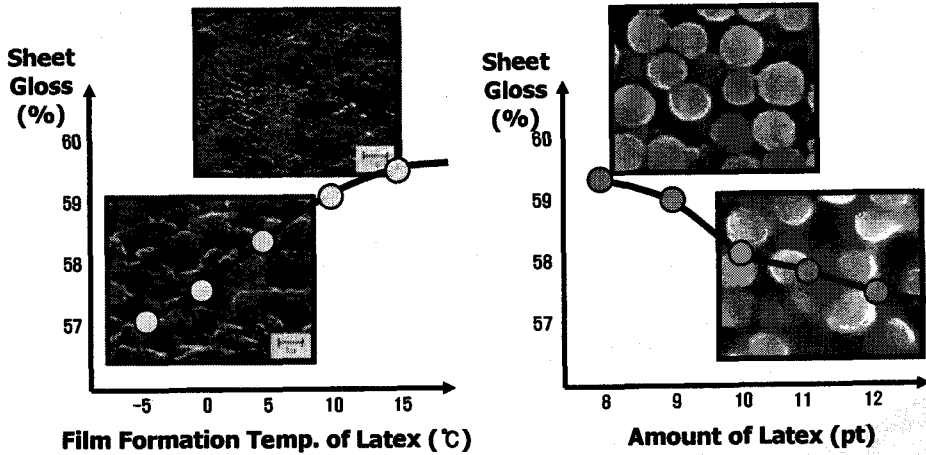 Sheet
Gloss
(%)
60
59
58
57
-5 0 5 10 15
Film Formation Temp. of Latex (℃)
Sheet
Gloss
(%)
60
59
58
57
8 9 10 11 12
Amount of Latex (pt)